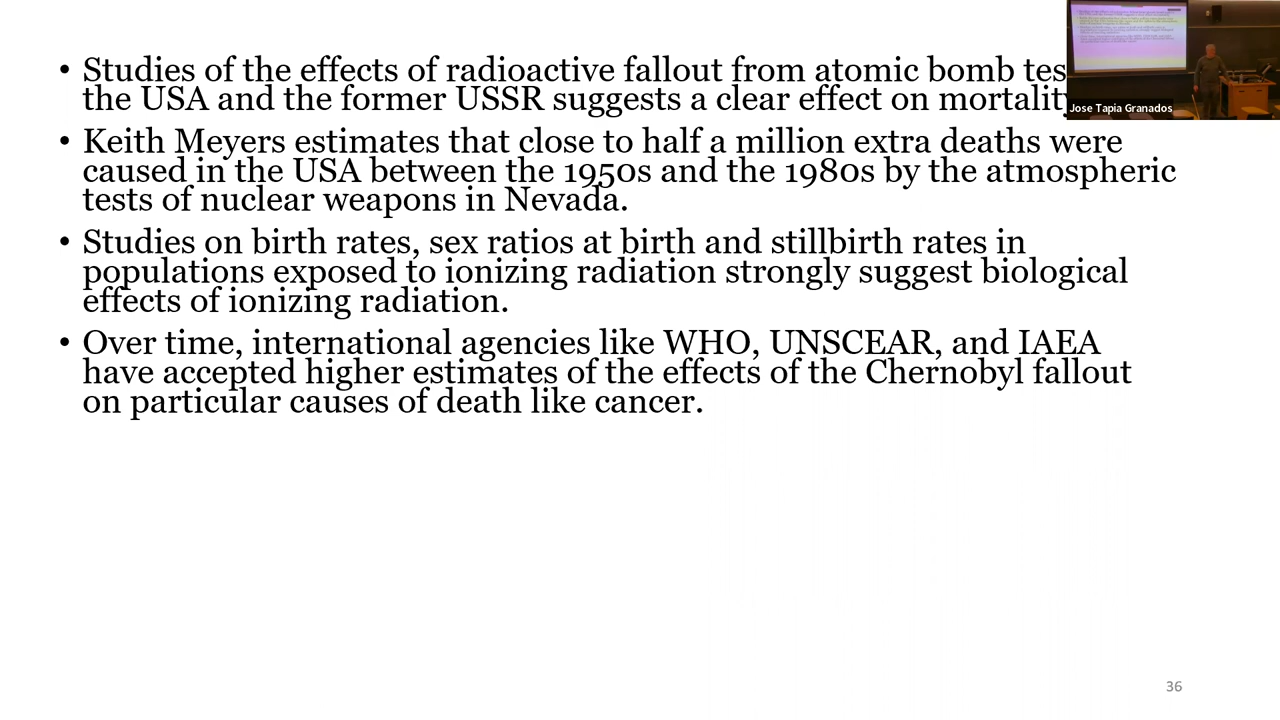 • Studies of the effects of radioactive fallout from atomic bomb tes
the USA and the former USSR suggests a clear effect on mortality
Jose Tapia Granados
• Keith Meyers estimates that close to half a million extra deaths were
caused in the USA between the 1950s and the 1980s by the atmospheric
tests of nuclear weapons in Nevada.
• Studies on birth rates, sex ratios at birth and stillbirth rates in
populations exposed to ionizing radiation strongly suggest biological
effects of ionizing radiation.
• Over time, international agencies like WHO, UNSCEAR, and IAEA
have accepted higher estimates of the effects of the Chernobyl fallout
on particular causes of death like cancer.
36